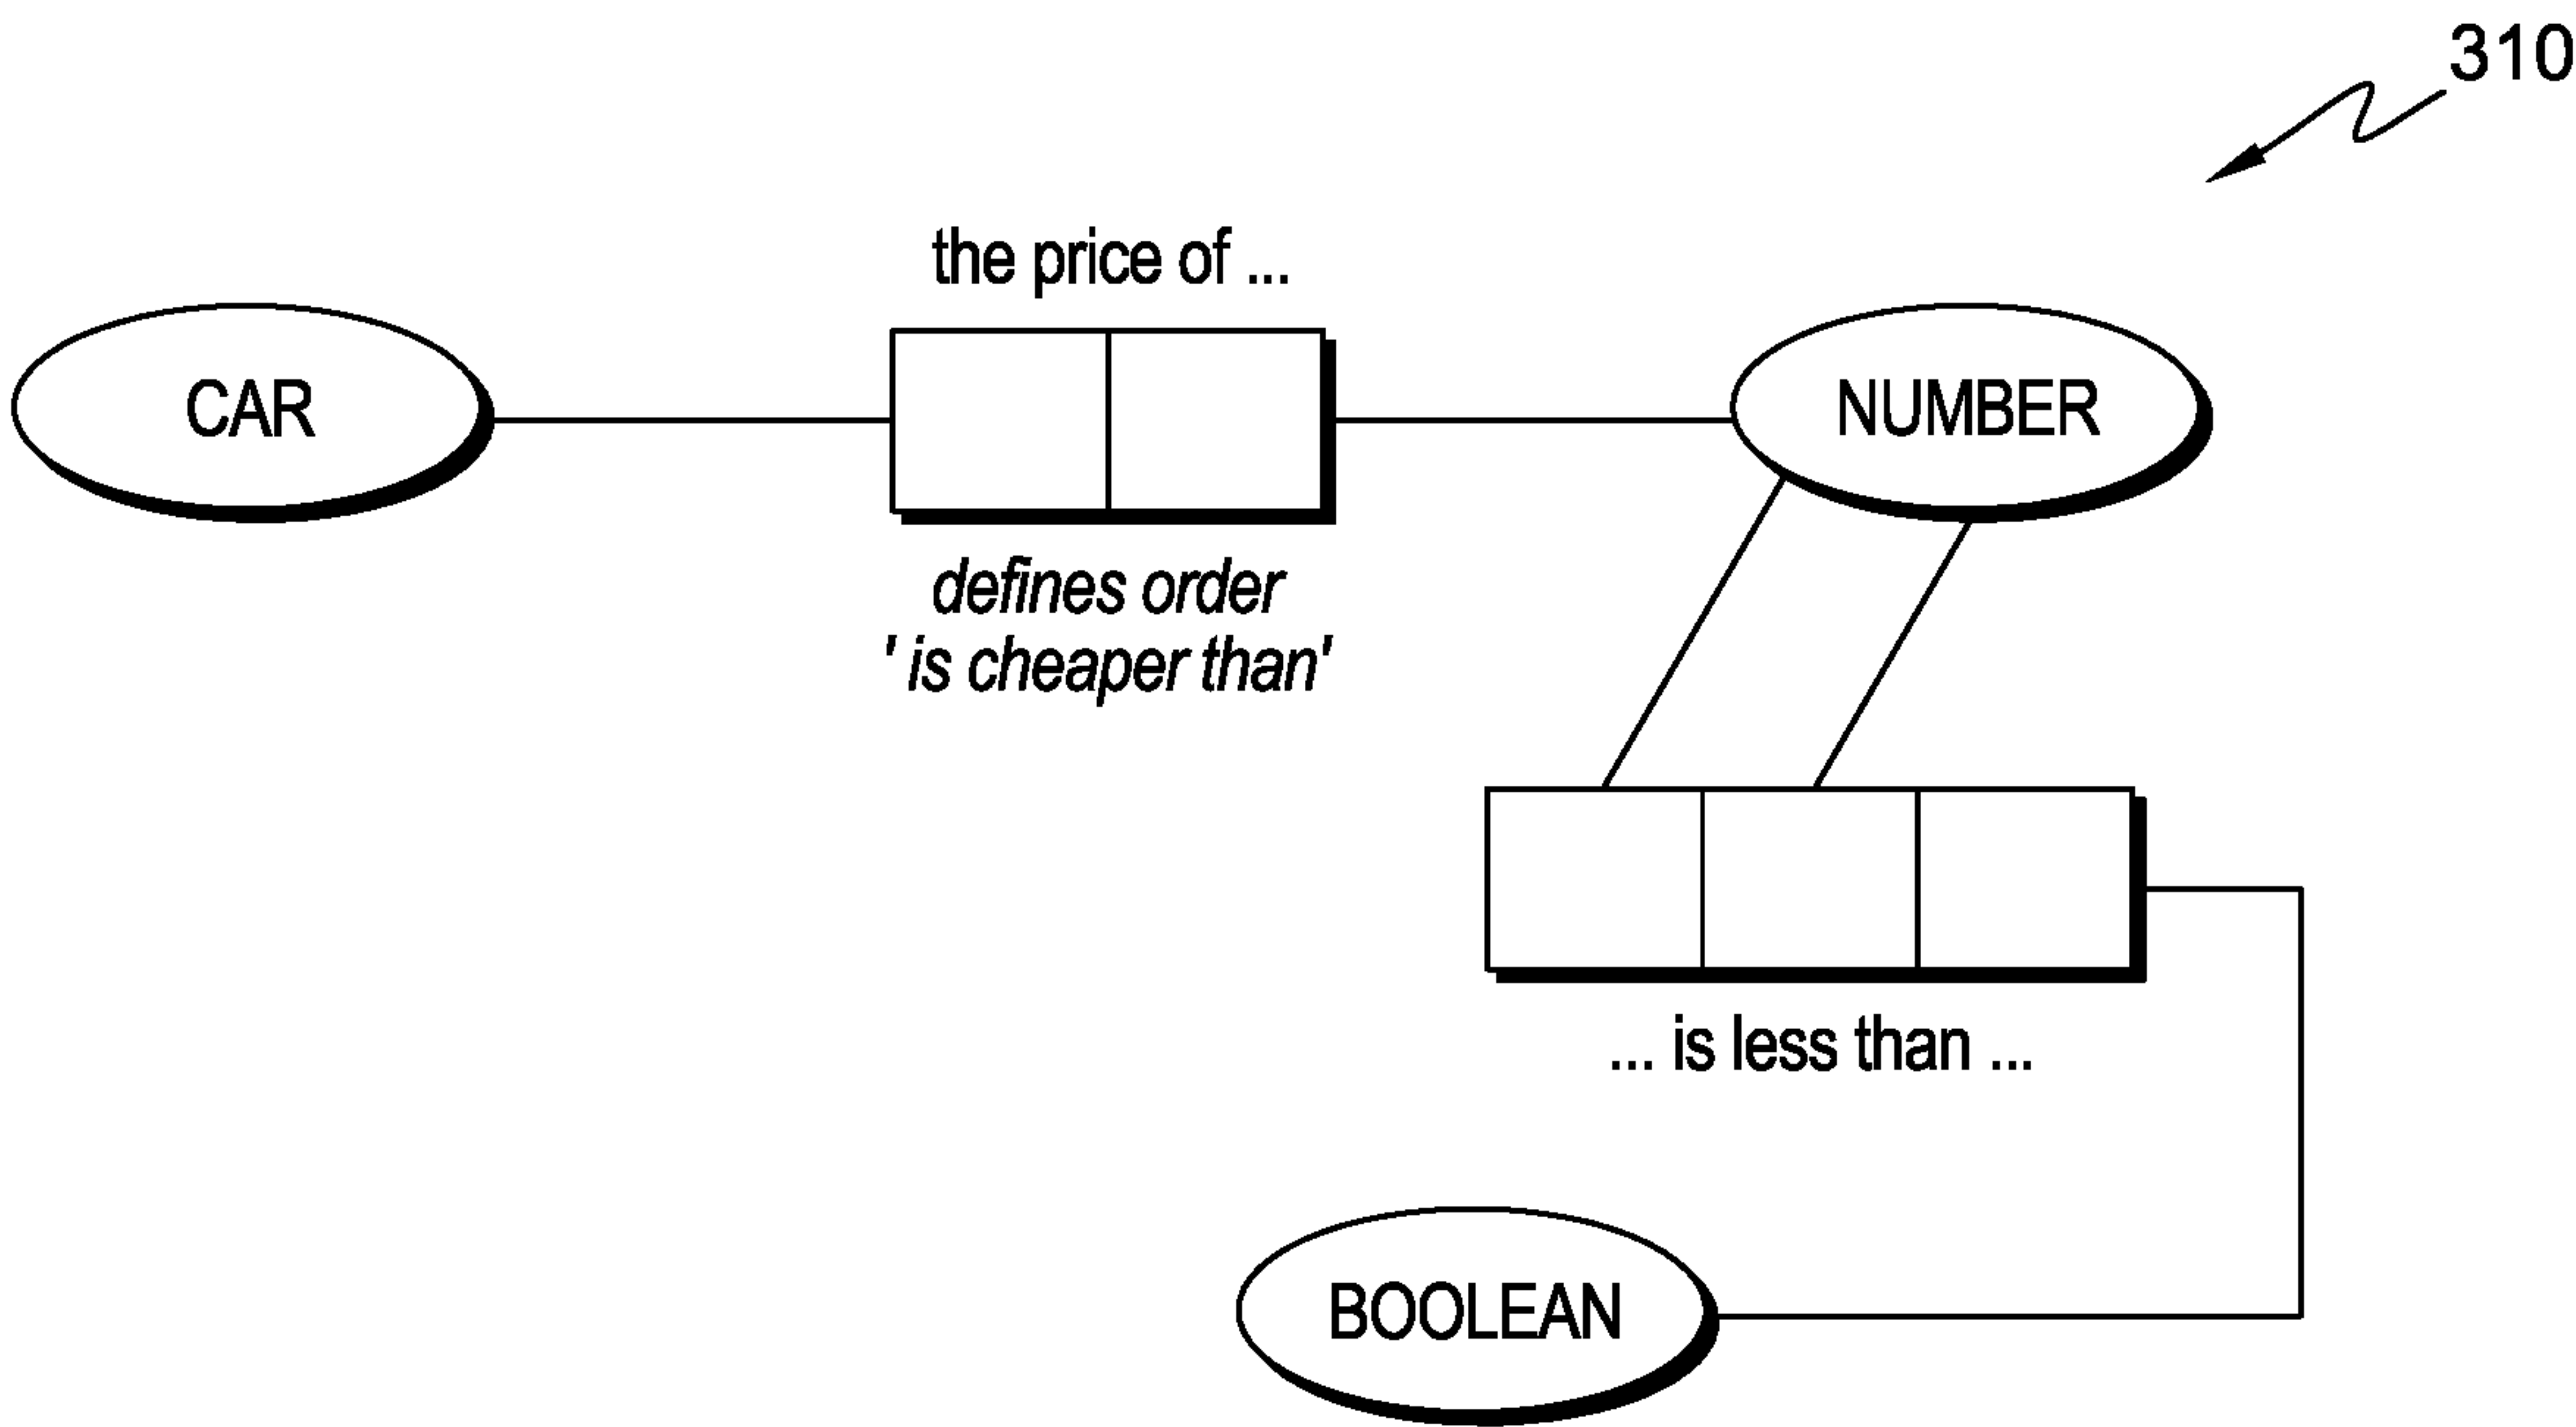 310
the price of ...
CAR
NUMBER
defines order
' is cheaper than'
... is less than ...
BOOLEAN